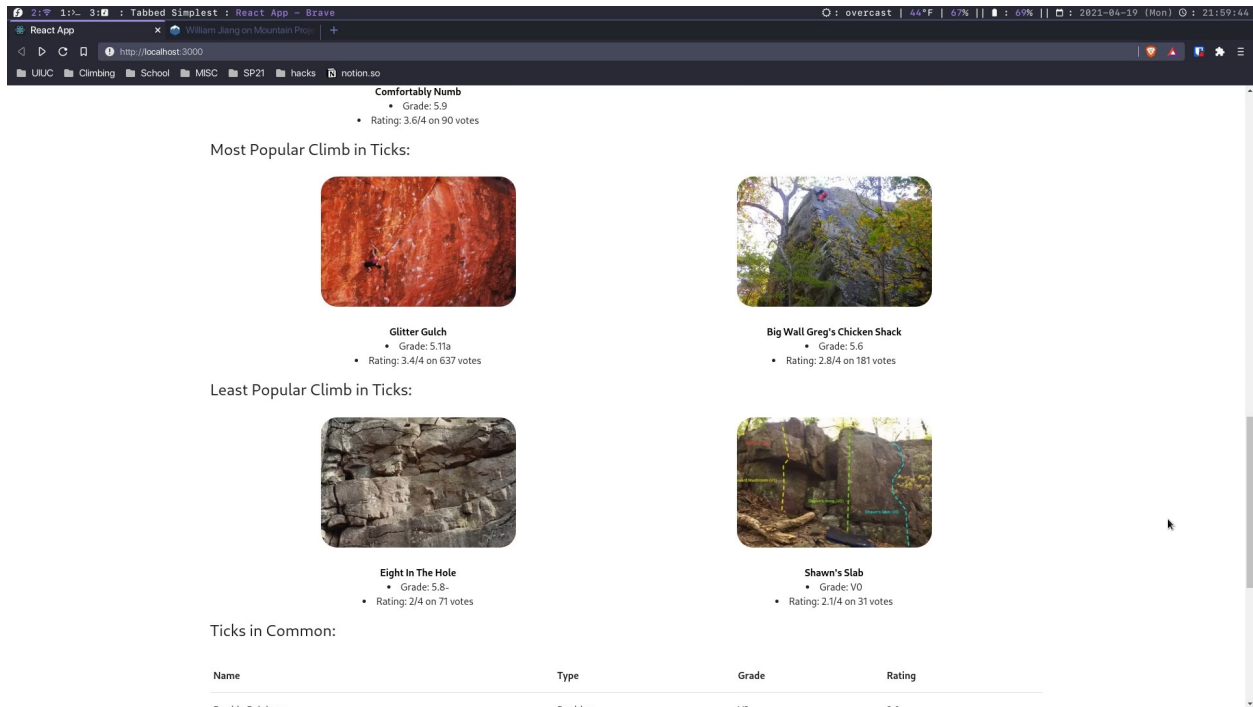 2: 1:>_ 3: : Tabbed Simplest : React App — Brave
: overcast | 44°F | 67% || : 69% || : 2021-04-19 (Mon) : 21:59:44
React App
William Jiang on Mountain Proj
http://localhost:3000
UIUC Climbing School MISC SP21 hacks notion.so
Comfortably Numb
• Grade: 5.9
• Rating: 3.6/4 on 90 votes
Most Popular Climb in Ticks:
Glitter Gulch
• Grade: 5.11a
• Rating: 3.4/4 on 637 votes
Big Wall Greg's Chicken Shack
• Grade: 5.6
• Rating: 2.8/4 on 181 votes
Least Popular Climb in Ticks:
Shawn's Slab (V0)
Eight In The Hole
• Grade: 5.8-
• Rating: 2/4 on 71 votes
Shawn's Slab
• Grade: V0
• Rating: 2.1/4 on 31 votes
Ticks in Common:
Name Type Grade Rating